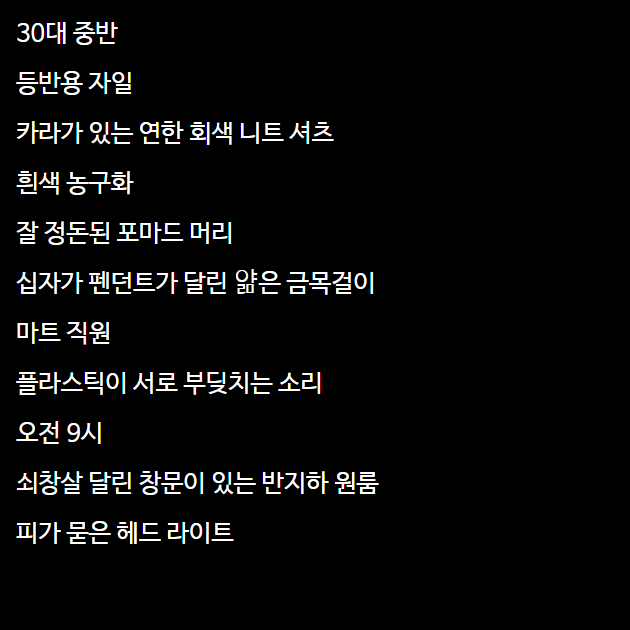 30대 중반
등반용 자일
카라가 있는 연한 회색 니트 셔츠
흰색 농구화
잘 정돈된 포마드 머리
십자가 펜던트가 달린 얇은 금목걸이
마트 직원
플라스틱이 서로 부딪치는 소리
오전 9시
쇠창살 달린 창문이 있는 반지하 원룸
피가 묻은 헤드 라이트